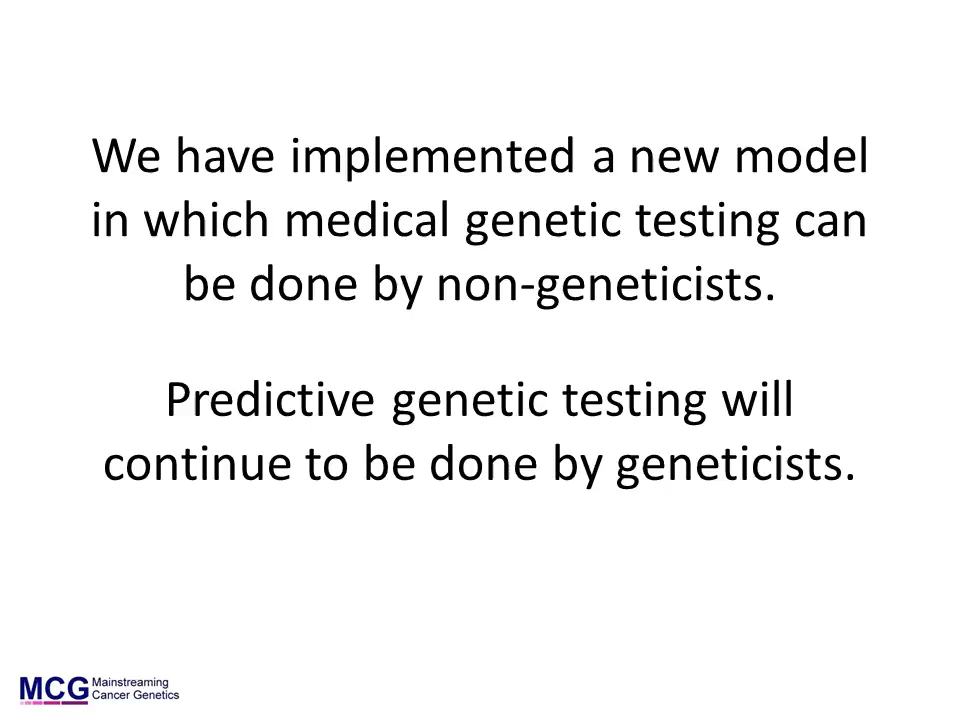 We have implemented a new model
in which medical genetic testing can
be done by non-geneticists.
Predictive genetic testing will
continue to be done by geneticists.
MCG Mainstreaming
Cancer Genetics